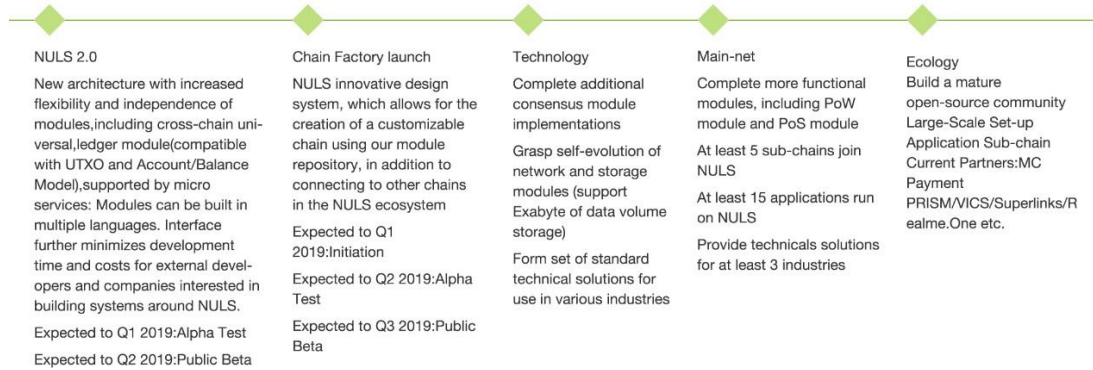 NULS 2.0
New architecture with increased
flexibility and independence of
modules,including cross-chain uni-
versal,ledger module(compatible
with UTXO and Account/Balance
Model),supported by micro
services: Modules can be built in
multiple languages. Interface
further minimizes development
time and costs for external devel-
opers and companies interested in
building systems around NULS.
Expected to Q1 2019:Alpha Test
Expected to Q2 2019:Public Beta
Chain Factory launch
NULS innovative design
system, which allows for the
creation of a customizable
chain using our module
repository, in addition to
connecting to other chains
in the NULS ecosystem
Expected to Q1
2019:Initiation
Expected to Q2 2019:Alpha
Test
Expected to Q3 2019:Public
Beta
Technology
Complete additional
consensus module
implementations
Grasp self-evolution of
network and storage
modules (support
Exabyte of data volume
storage)
Form set of standard
technical solutions for
use in various industries
Main-net
Complete more functional
modules, including PoW
module and PoS module
At least 5 sub-chains join
NULS
At least 15 applications run
on NULS
Provide technicals solutions
for at least 3 industries
Ecology
Build a mature
open-source community
Large-Scale Set-up
Application Sub-chain
Current Partners:MC
Payment
PRISM/VICS/Superlinks/R
ealme.One etc.